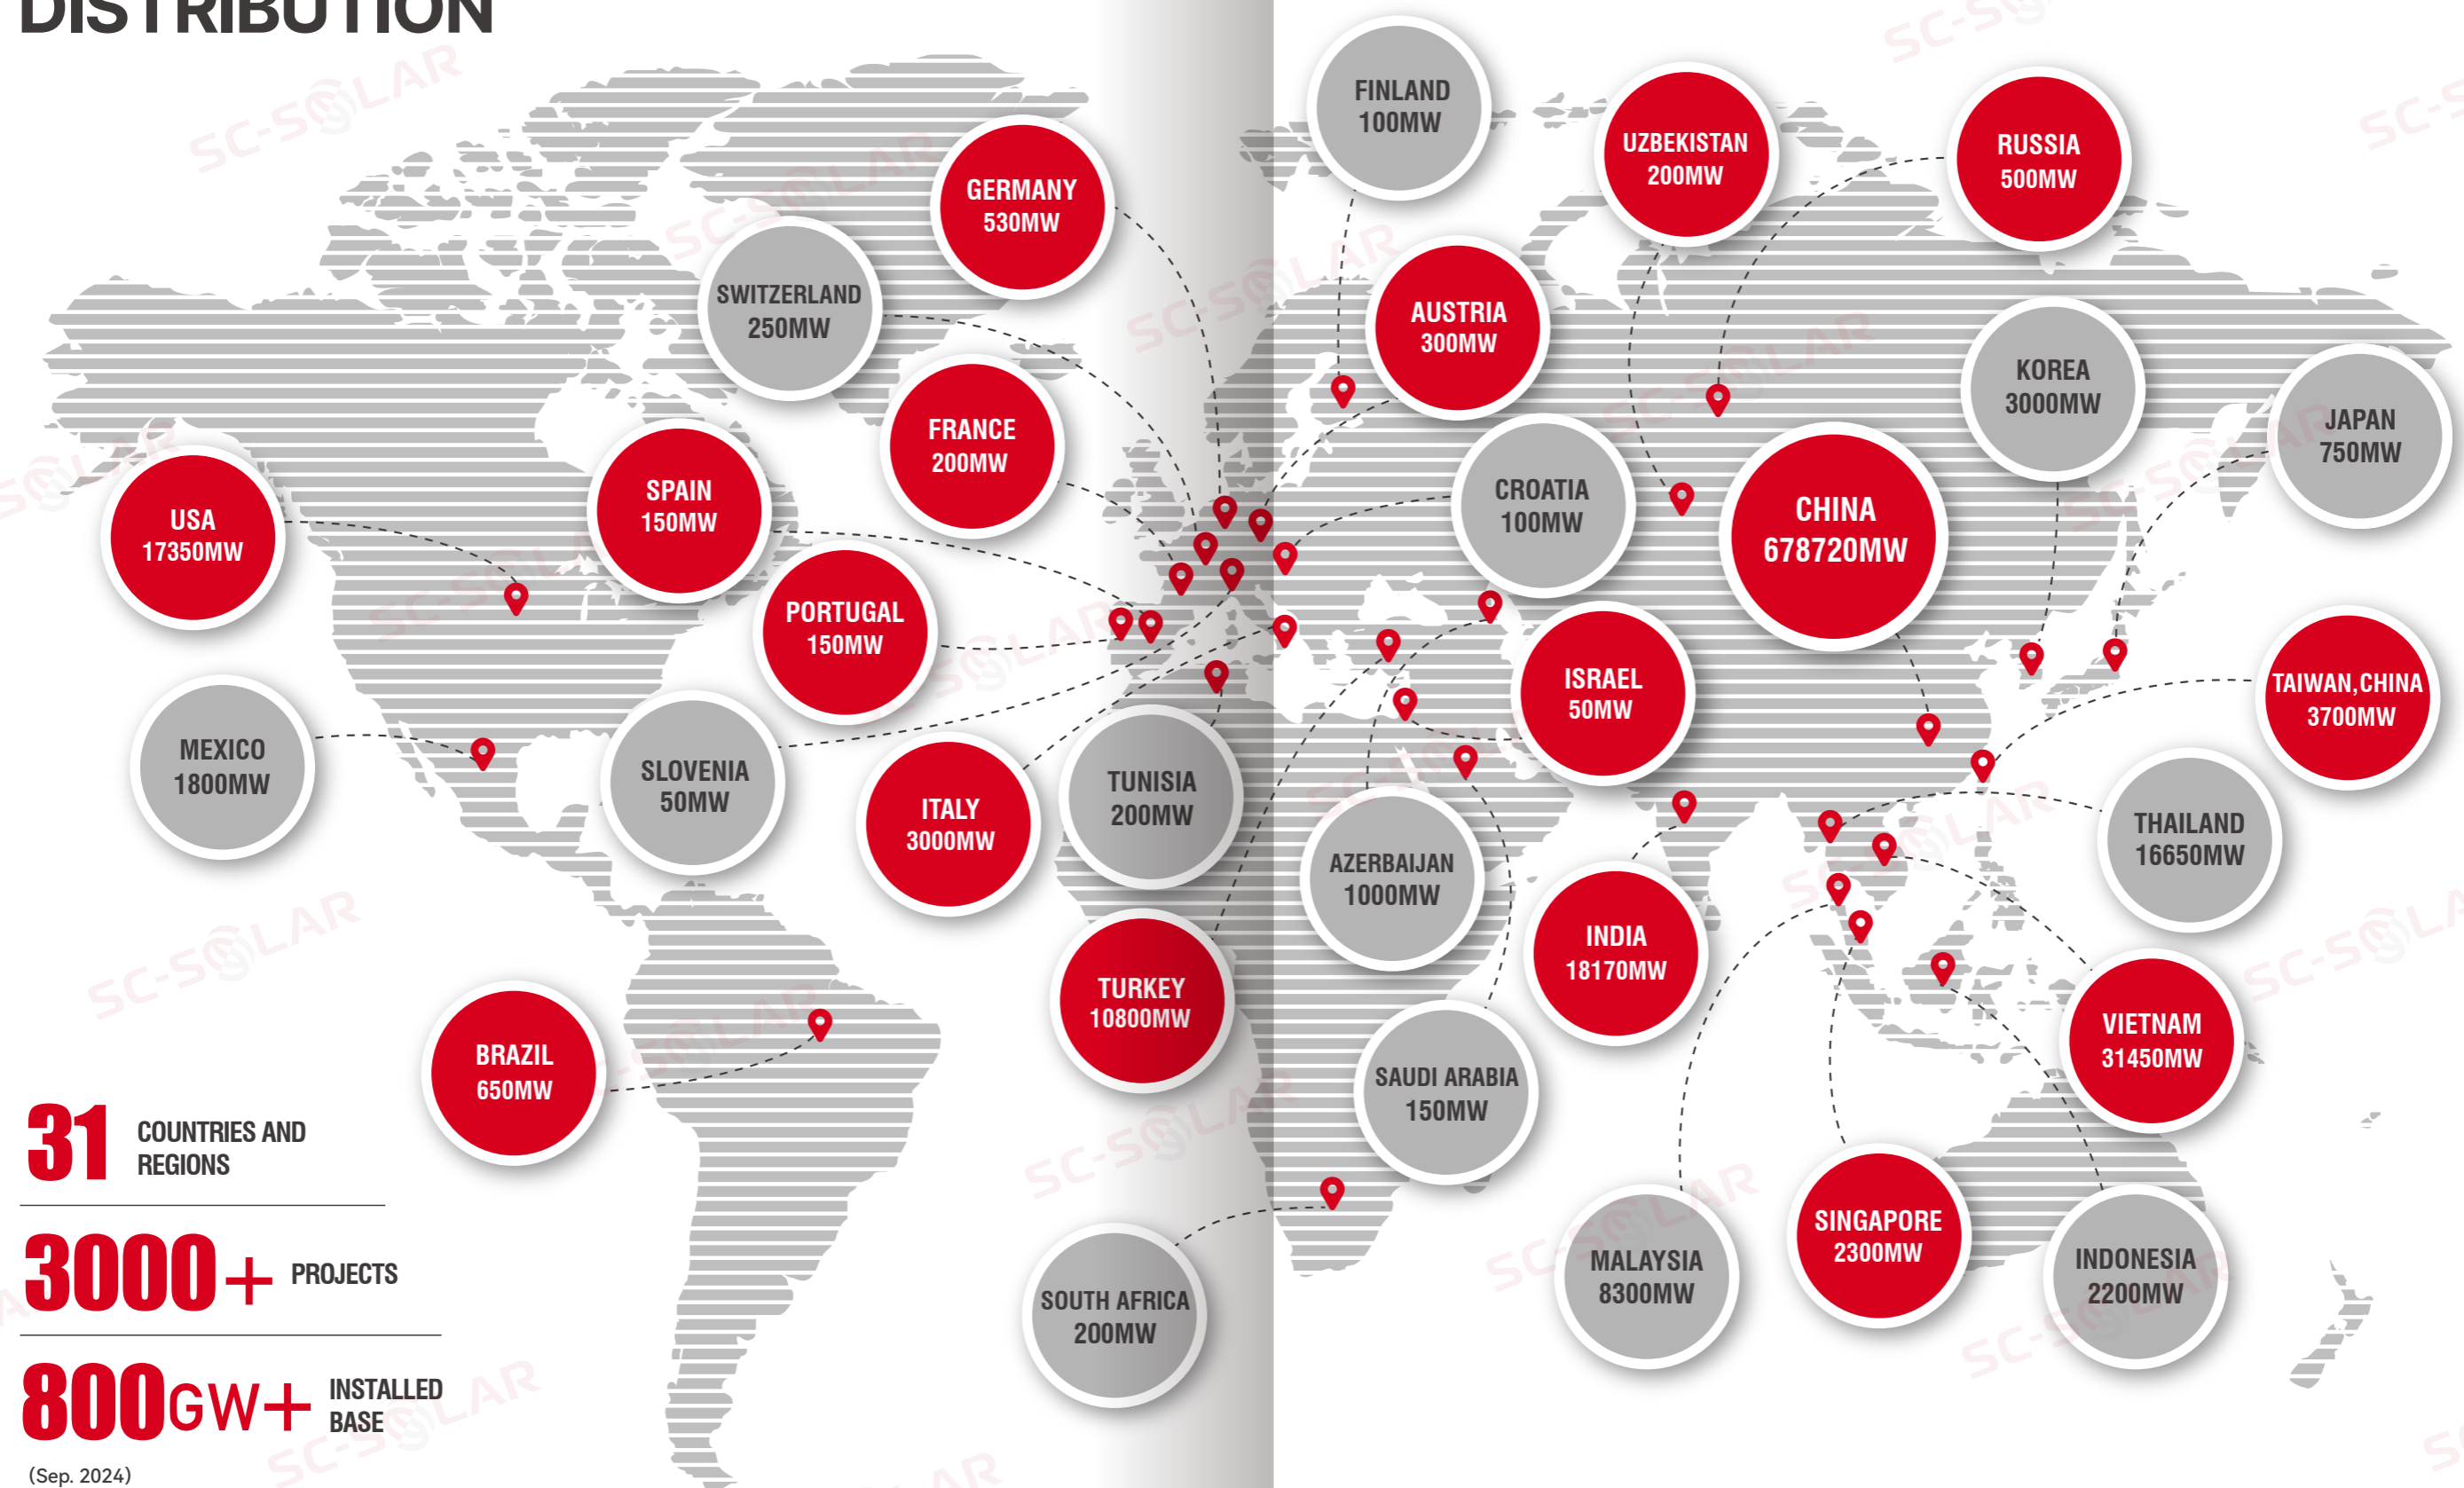 DISTRIBUTION
FINLAND
100MW
UZBEKISTAN
200MW
RUSSIA
500MW
GERMANY
530MW
SWITZERLAND
250MW
AUSTRIA
300MW
KOREA
3000MW
JAPAN
750MW
FRANCE
200MW
SPAIN
150MW
USA
17350MW
CROATIA
100MW
CHINA
678720MW
PORTUGAL
150MW
ISRAEL
50MW
TAIWAN,CHINA
3700MW
MEXICO
1800MW
SLOVENIA
50MW
ITALY
3000MW
TUNISIA
200MW
AZERBAIJAN
1000MW
THAILAND
16650MW
INDIA
18170MW
TURKEY
10800MW
VIETNAM
31450MW
BRAZIL
650MW
SAUDI ARABIA
150MW
SOUTH AFRICA
200MW
MALAYSIA
8300MW
SINGAPORE
2300MW
INDONESIA
2200MW
31 COUNTRIES AND
REGIONS
3000+ PROJECTS
800GW+ INSTALLED
BASE
(Sep. 2024)
SC-SOLAR